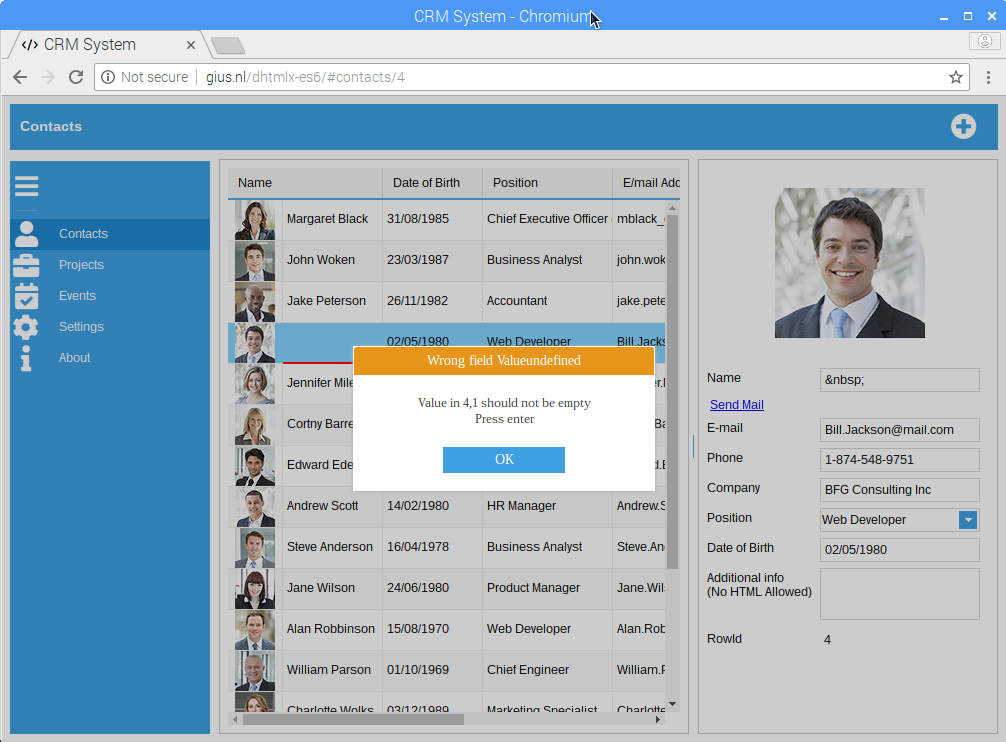 CRM System - Chromium
CRM System
Not secure gius.nl/dhtmlx-es6/#contacts/4
Contacts
Contacts
Projects
Events
Settings
About
Name Date of Birth Position E/mail Add
Margaret Black 31/08/1985 Chief Executive Officer mblack_
John Woken 23/03/1987 Business Analyst john.wok
Jake Peterson 26/11/1982 Accountant jake.pete
02/05/1980 Web Developer Bill.Jacks
Jennifer Mile
Cortny Barre
Edward Ede
Andrew Scott 14/02/1980 HR Manager Andrew.S
Steve Anderson 16/04/1978 Business Analyst Steve.An
Jane Wilson 24/06/1980 Product Manager Jane.Wil
Alan Robbinson 15/08/1970 Web Developer Alan.Rob
William Parson 01/10/1969 Chief Engineer William.P
Charlotte Wolks 03/12/1989 Marketing Specialist Charlotte
Wrong field Valueundefined
Value in 4,1 should not be empty
Press enter
OK
Name &amp;nbsp;
Send Mail
E-mail Bill.Jackson@mail.com
Phone 1-874-548-9751
Company BFG Consulting Inc
Position Web Developer
Date of Birth 02/05/1980
Additional info
(No HTML Allowed)
RowId 4